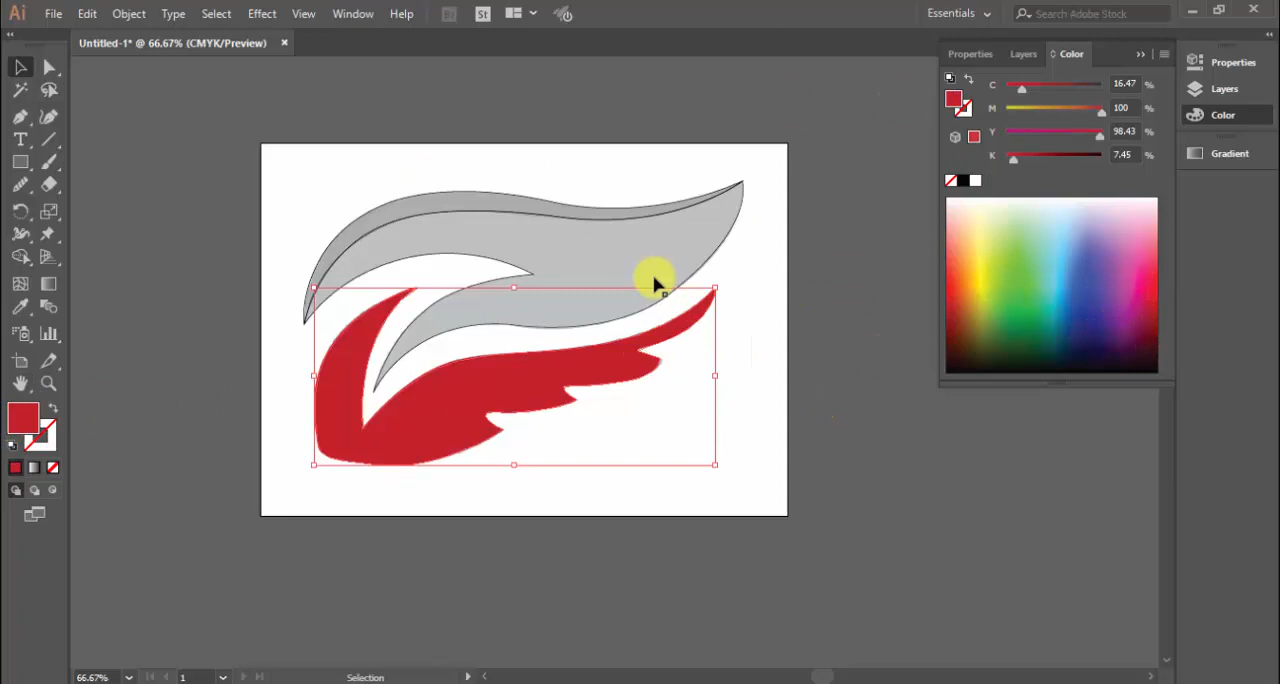 Ai File Edit Object Type Select Effect View Window Help Br St Essentials Search Adobe Stock
Untitled-1* @ 66.67% (CMYK/Preview)
Properties Layers Color
C 16.47 %
M 100 %
Y 98.43 %
K 7.45 %
Properties
Layers
Color
Gradient
T
66.67% 1 Selection